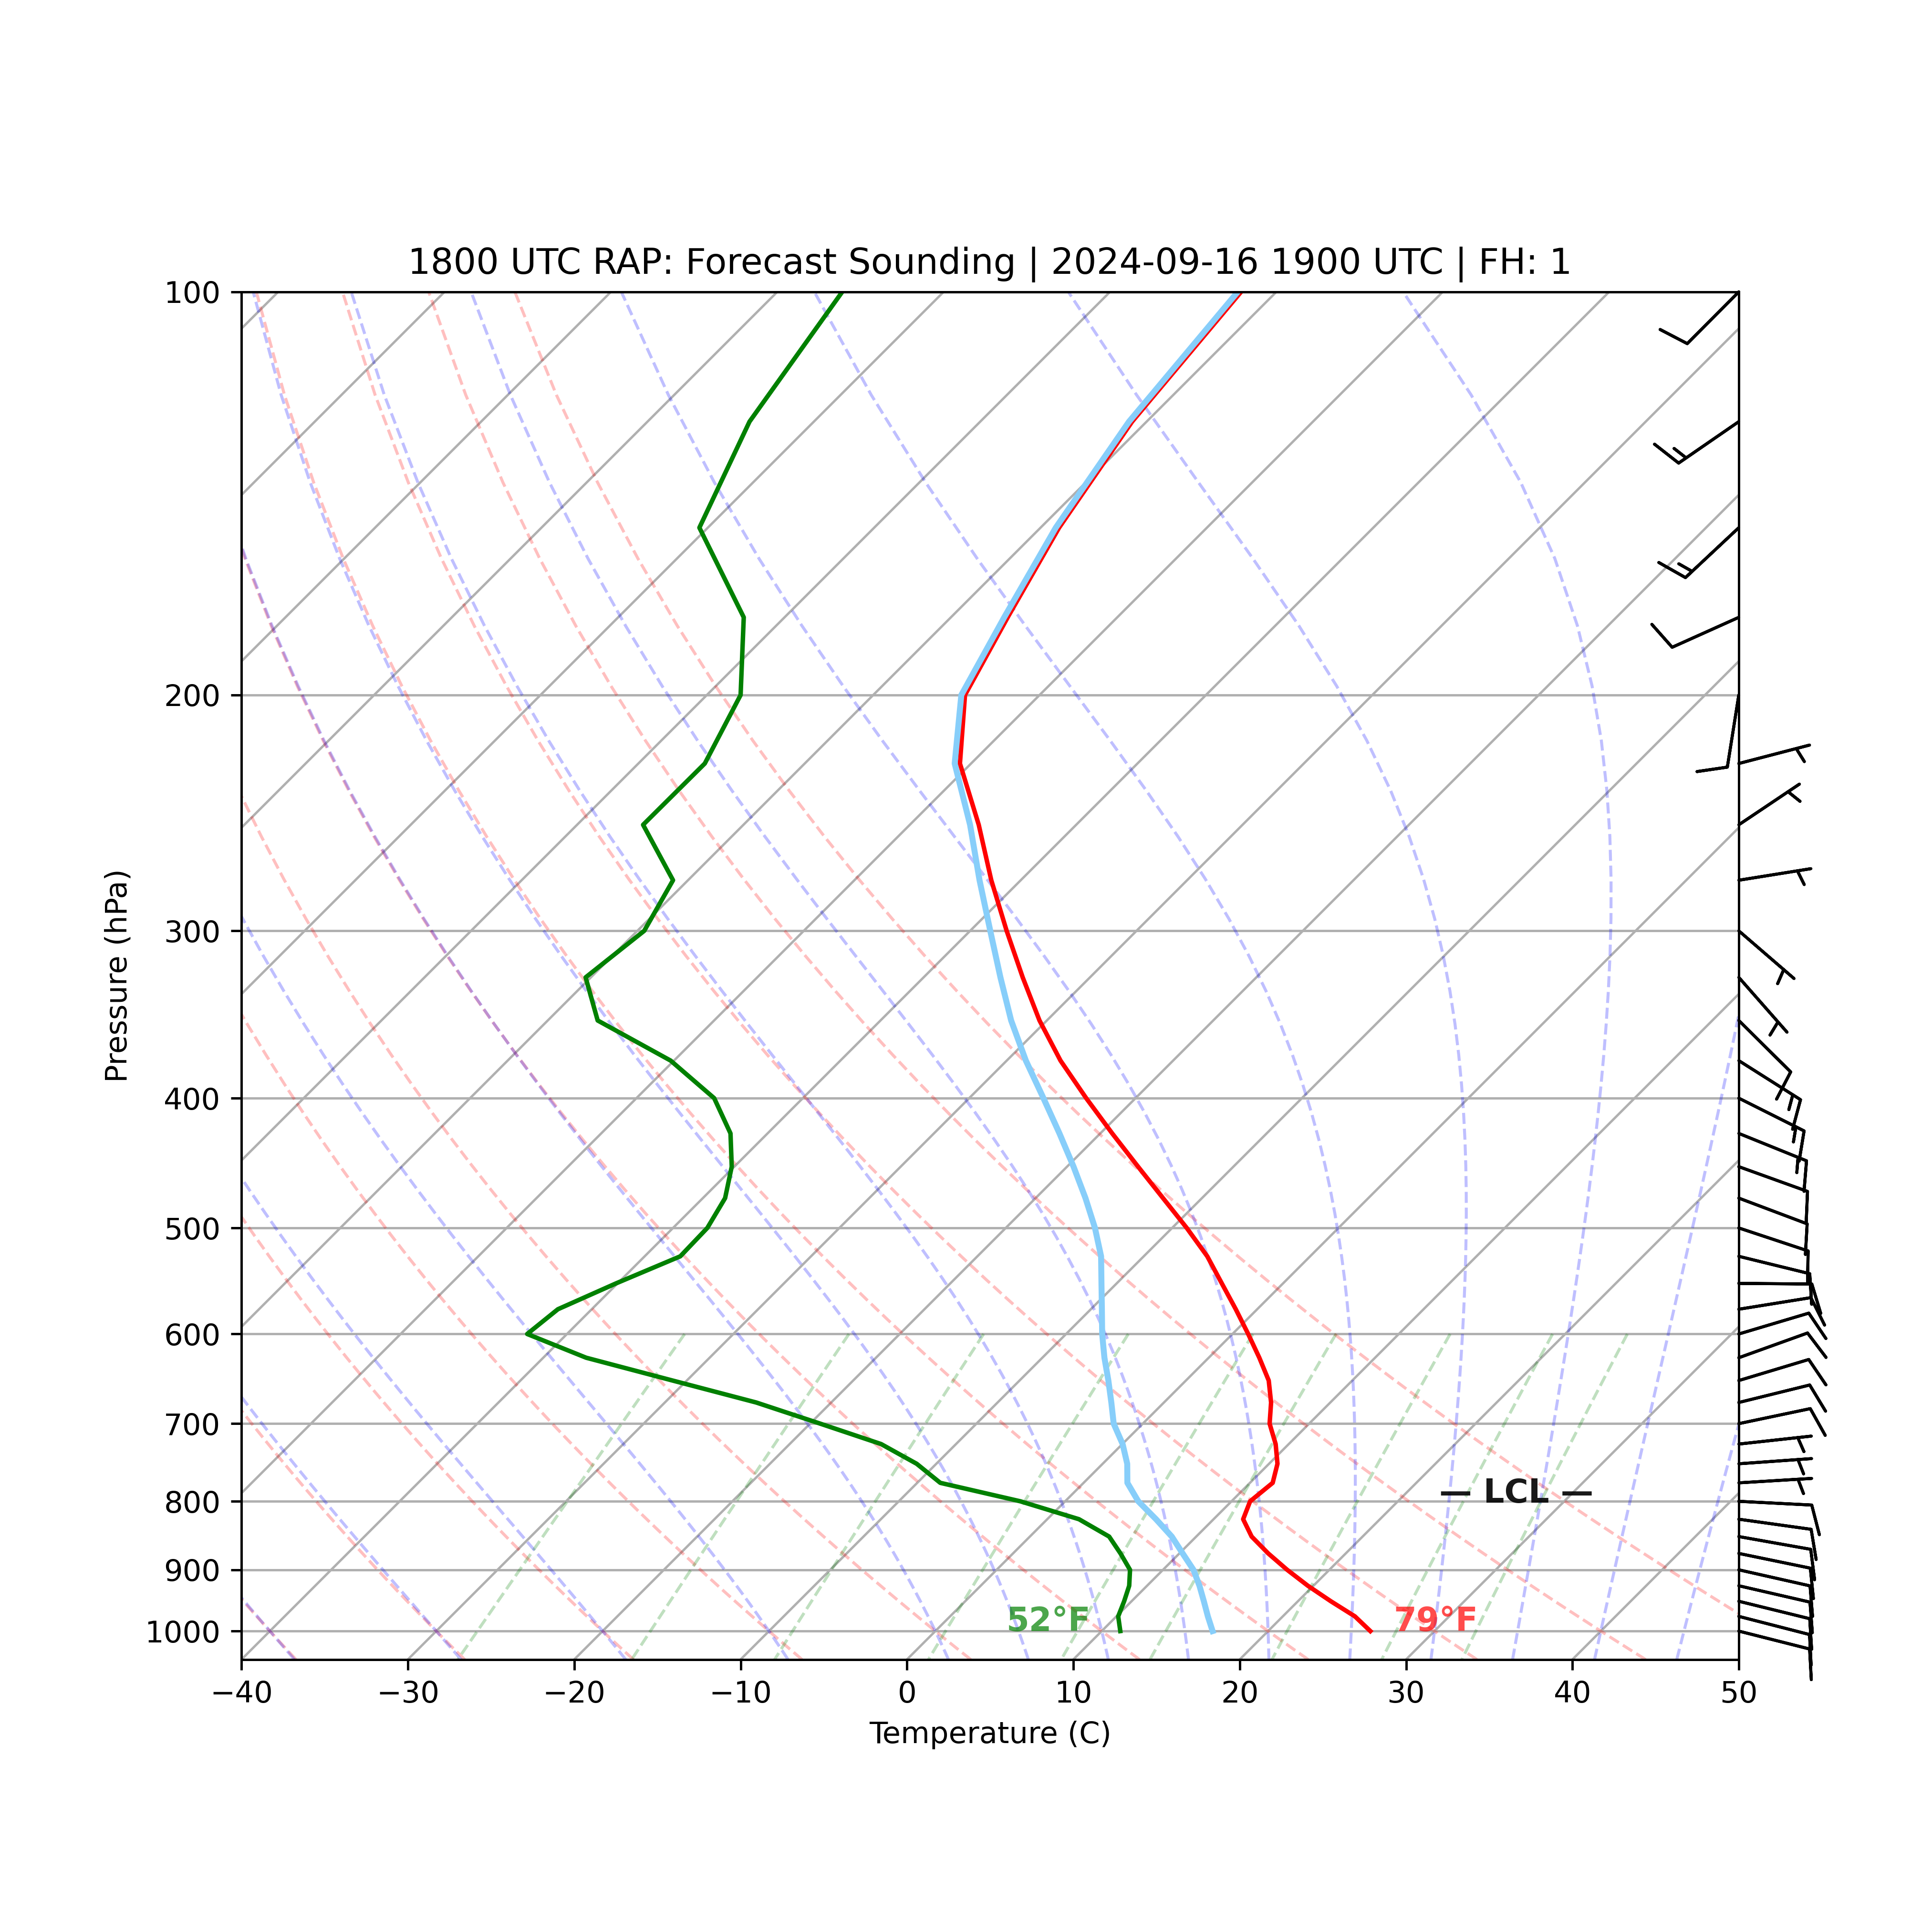 1800 UTC RAP: Forecast Sounding | 2024-09-16 1900 UTC | FH: 1
100
200
300
400
500
600
700
800
900
1000
Pressure (hPa)
— LCL —
52°F
79°F
−40 −30 −20 −10 0 10 20 30 40 50
Temperature (C)